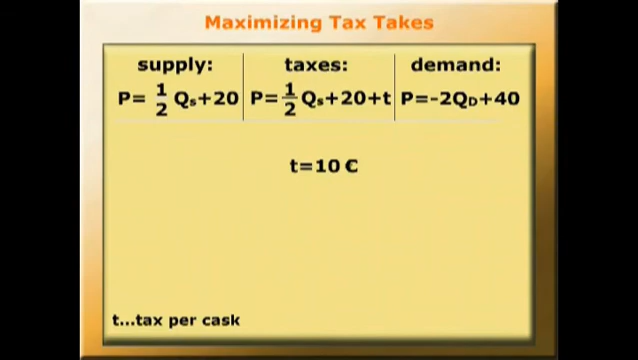 Maximizing Tax Takes
supply: taxes: demand:
P= 1/2 Qs+20 P= 1/2 Qs+20+t P=-2QD+40
t=10 €
t...tax per cask